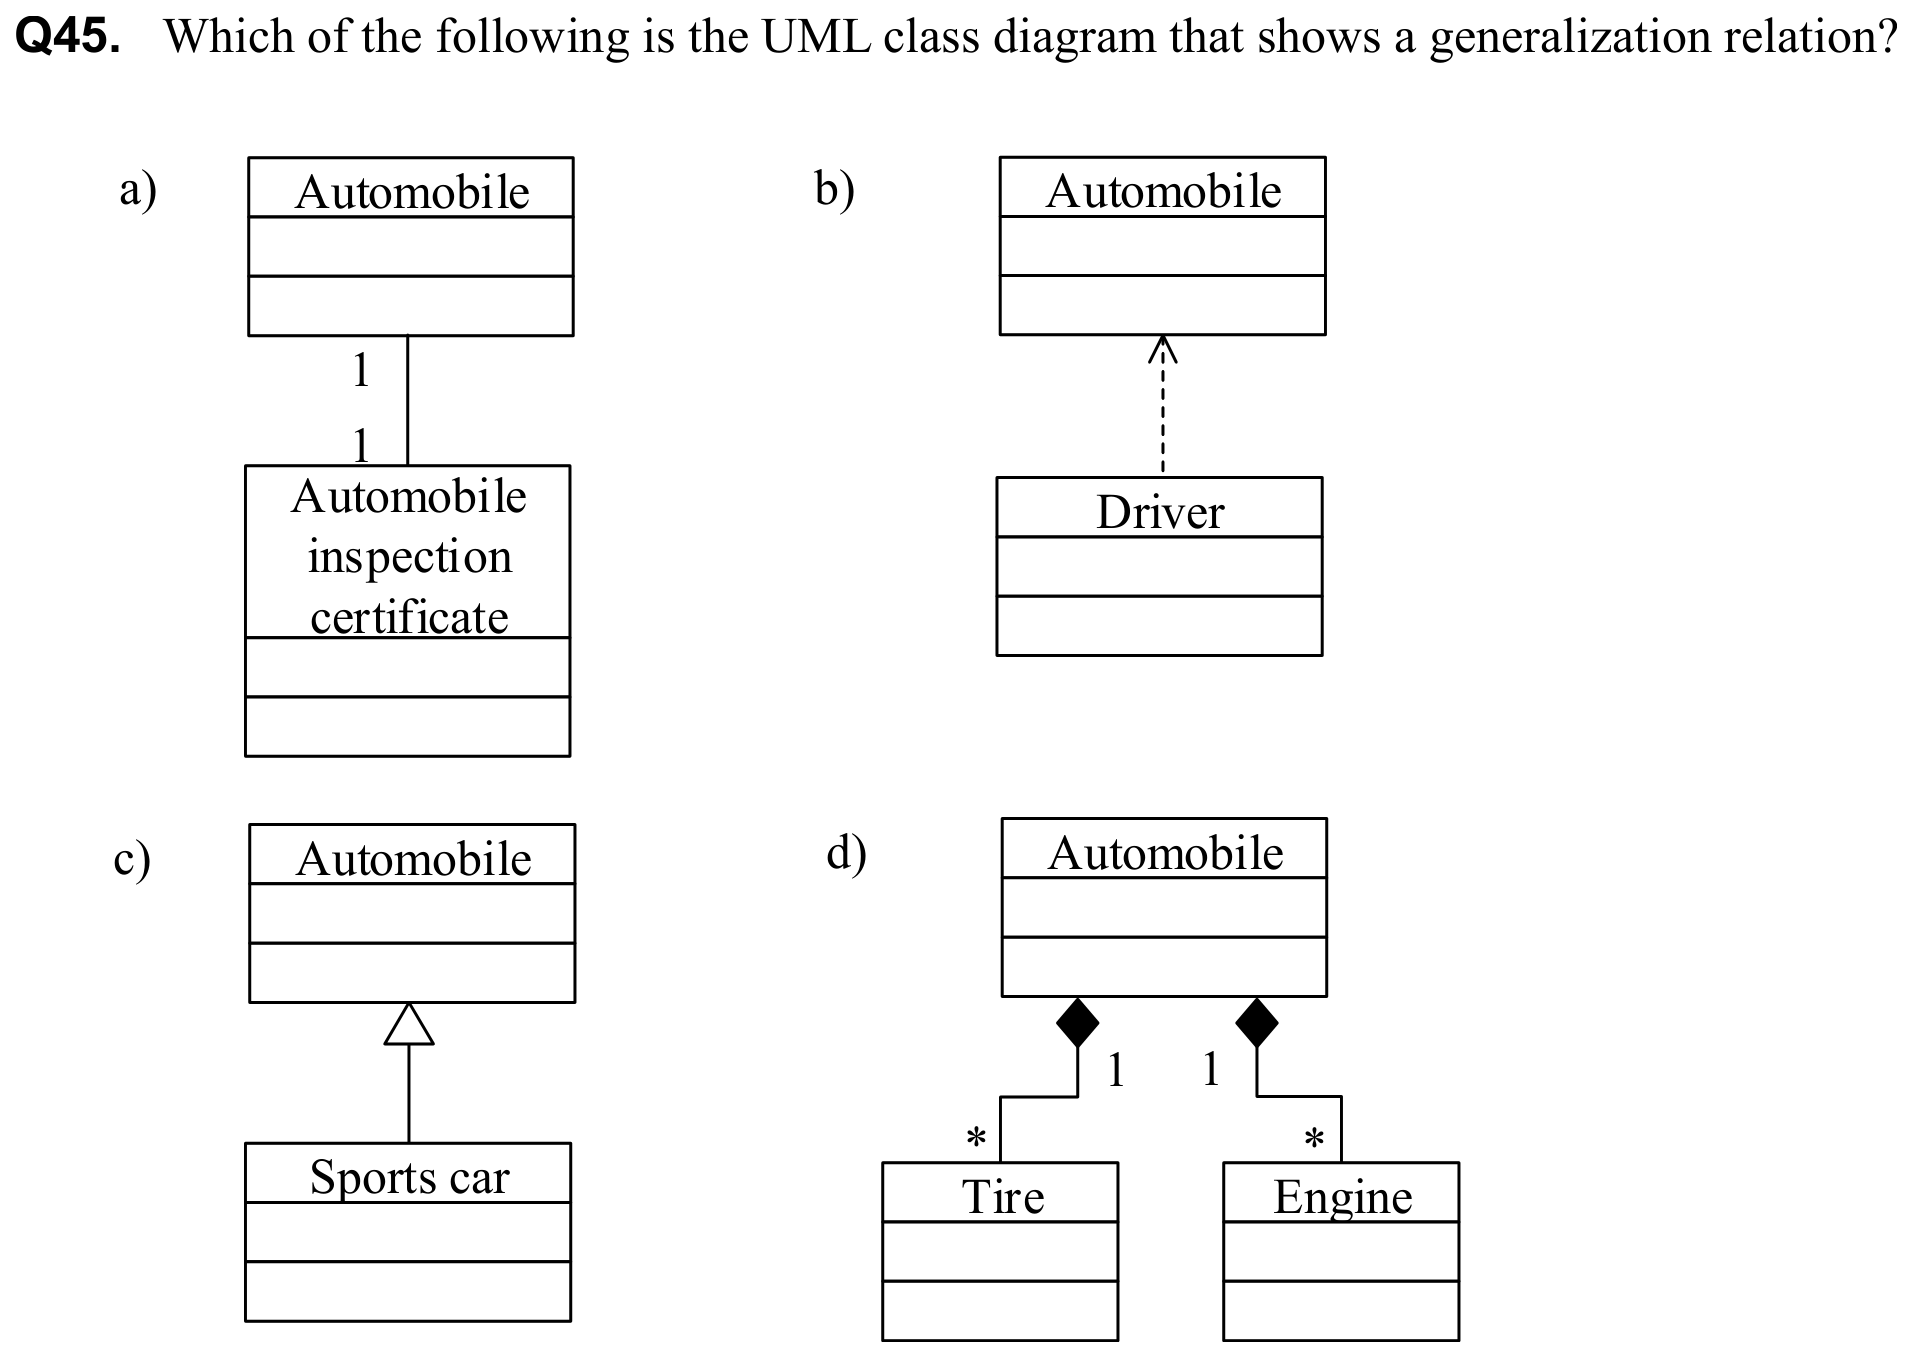 Q45. Which of the following is the UML class diagram that shows a generalization relation?
a)
Automobile
1
1
Automobile
inspection
certificate
b)
Automobile
Driver
c)
Automobile
Sports car
d)
Automobile
1
1
*
*
Tire
Engine